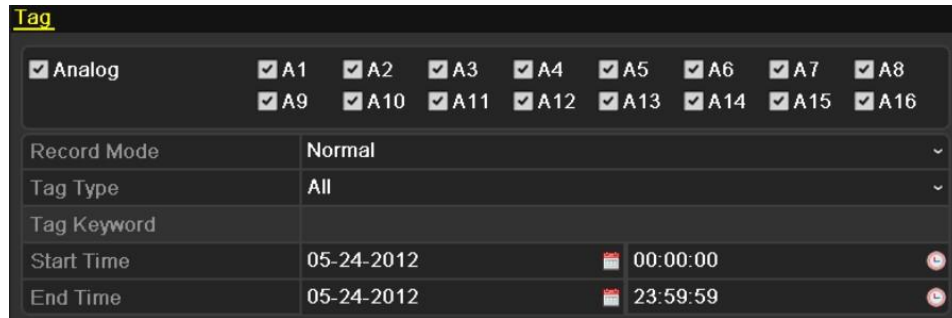 Tag
Analog A1 A2 A3 A4 A5 A6 A7 A8
A9 A10 A11 A12 A13 A14 A15 A16
Record Mode Normal
Tag Type All
Tag Keyword
Start Time 05-24-2012 00:00:00
End Time 05-24-2012 23:59:59